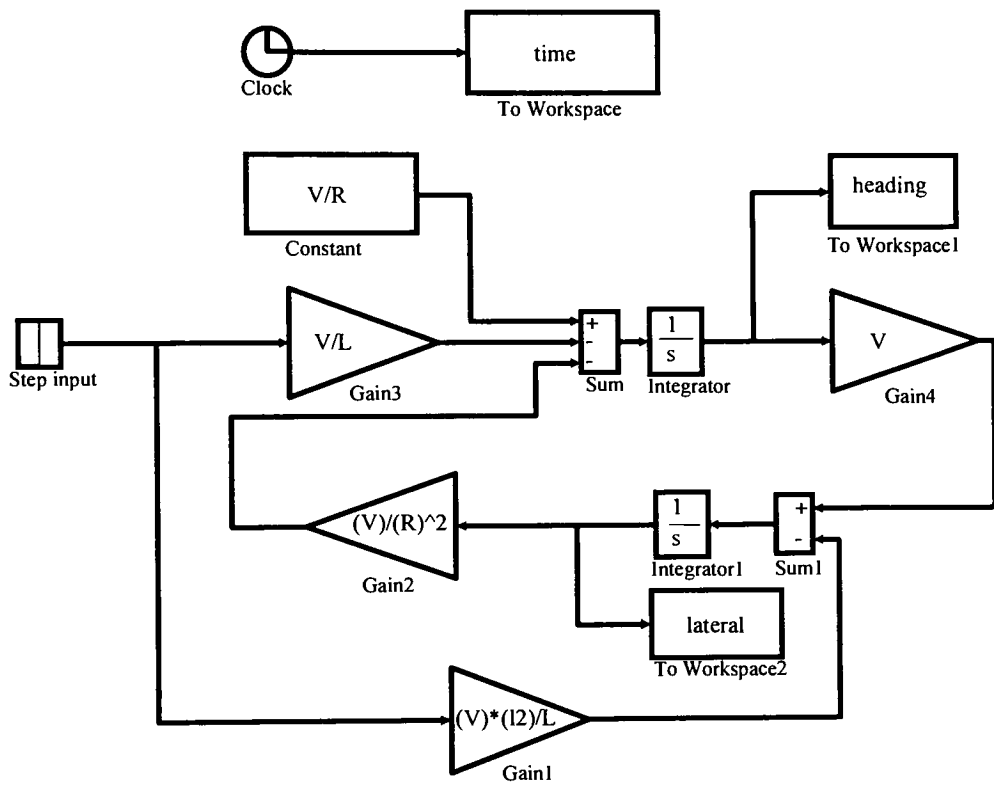 time
Clock
To Workspace
V/R
heading
Constant
To Workspace1
+
V/L
-
1
s
V
-
Step input
Sum
Integrator
Gain3
Gain4
(V)/(R)^2
1
s
+
-
Gain2
Integrator1
Sum1
lateral
To Workspace2
(V)*(l2)/L
Gain1